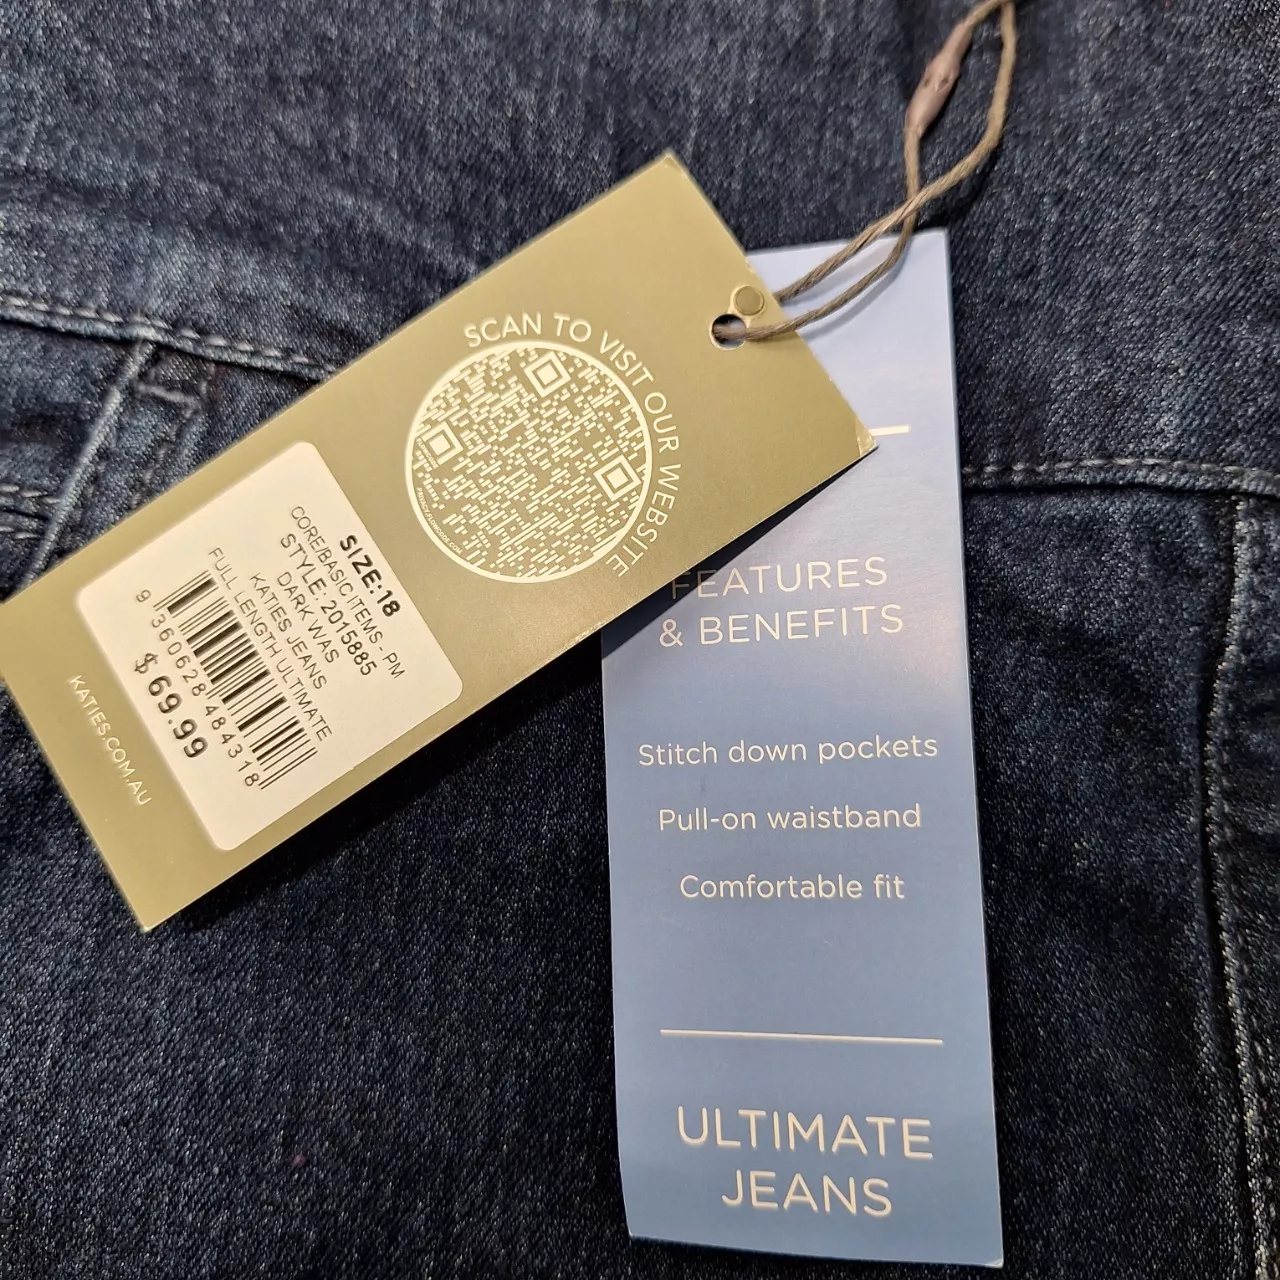 SCAN TO VISIT OUR WEBSITE
SIZE:18
CORE/BASIC ITEMS - PM
STYLE: 2015885
DARK WAS
KATIES JEANS
FULL LENGTH ULTIMATE
9 360628 484318
$69.99
KATIES.COM.AU
FEATURES
& BENEFITS
Stitch down pockets
Pull-on waistband
Comfortable fit
ULTIMATE
JEANS